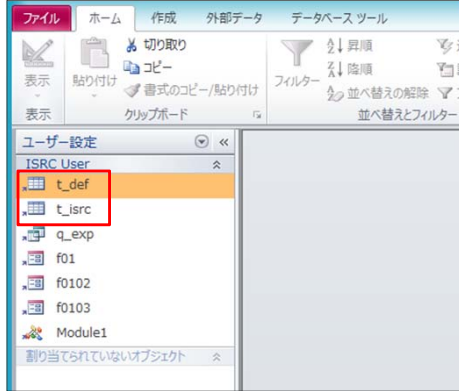 ファイル ホーム 作成 外部データ データベース ツール
切り取り
コピー
書式のコピー/貼り付け
表示
貼り付け
フィルター
昇順
降順
並べ替えの解除
表示 クリップボード 並べ替えとフィルター
ユーザー設定
ISRC User
t_def
t_isrc
q_exp
f01
f0102
f0103
Module1
割り当てられていないオブジェクト